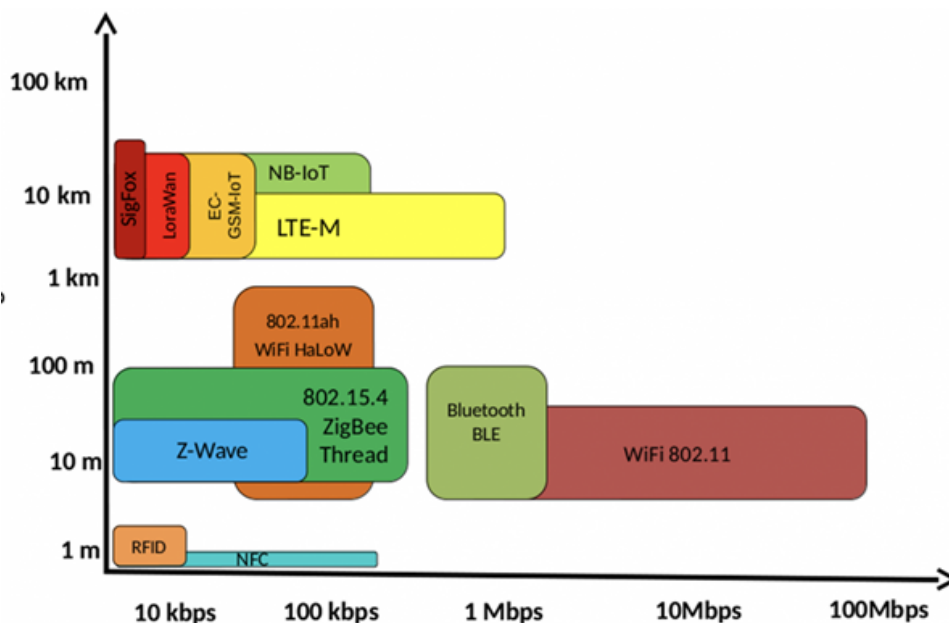 100 km
10 km
1 km
100 m
10 m
1 m
SigFox
LoraWan
EC-
GSM-IoT
NB-IoT
LTE-M
802.11ah
WiFi HaLoW
802.15.4
ZigBee
Thread
Z-Wave
Bluetooth
BLE
WiFi 802.11
RFID
NFC
10 kbps
100 kbps
1 Mbps
10Mbps
100Mbps